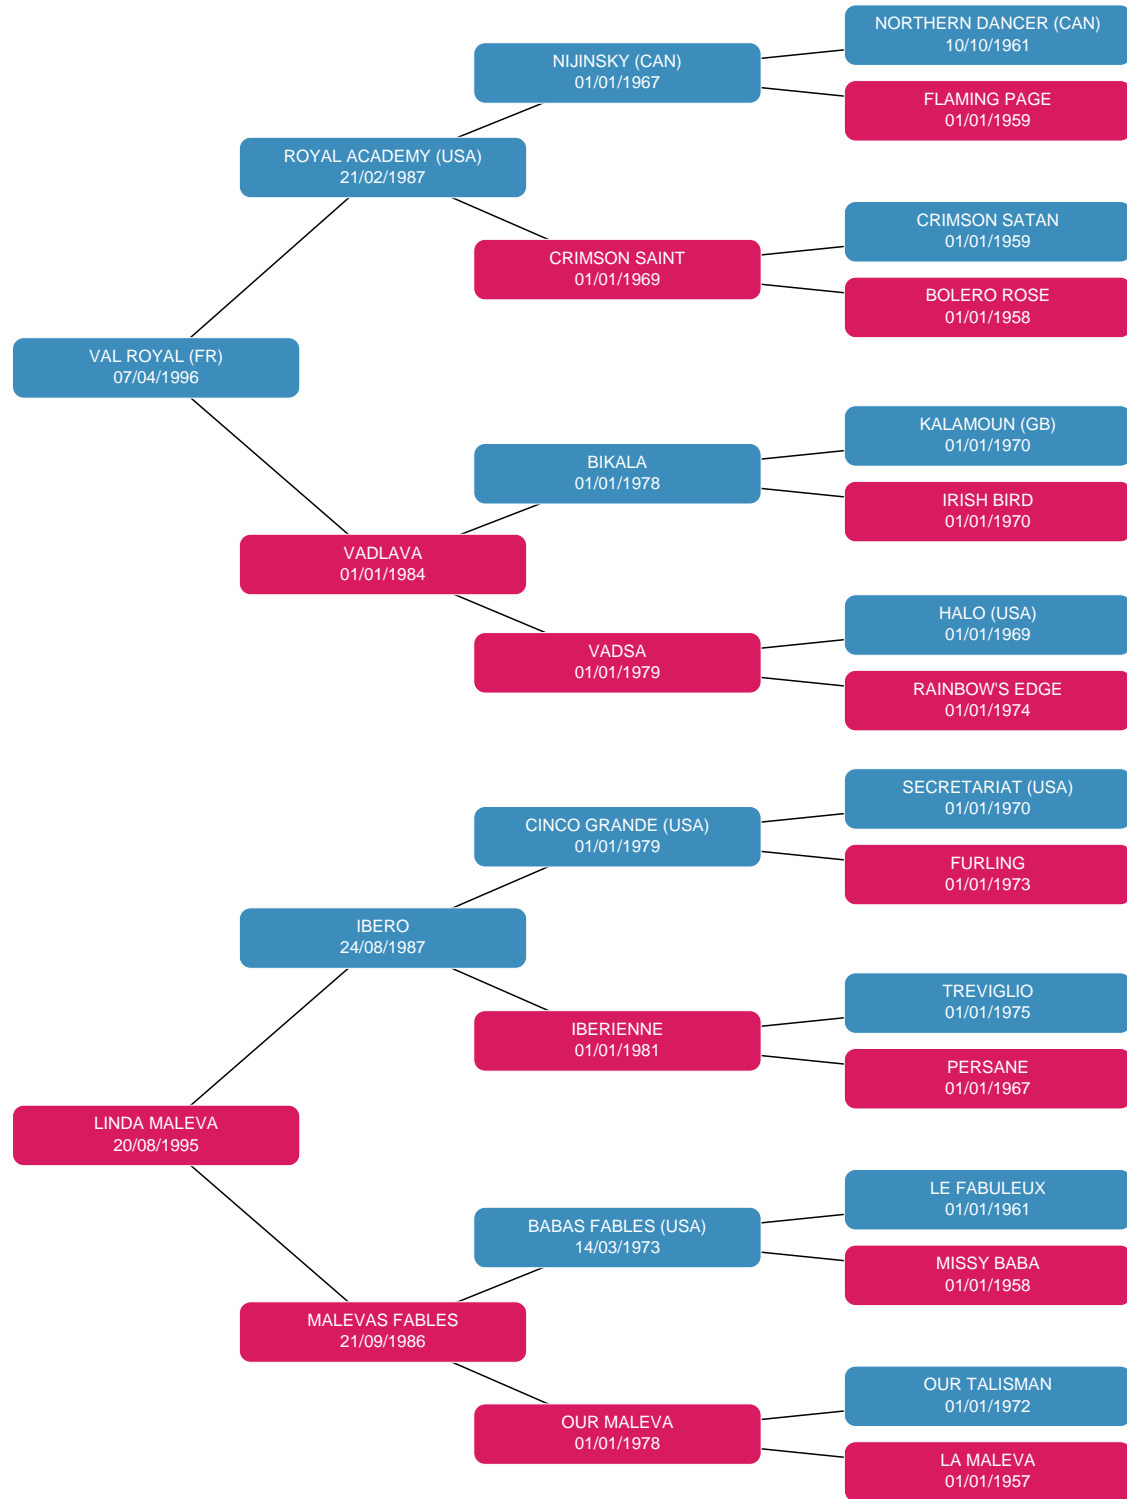 NORTHERN DANCER (CAN)
10/10/1961
NIJINSKY (CAN)
01/01/1967
FLAMING PAGE
01/01/1959
ROYAL ACADEMY (USA)
21/02/1987
CRIMSON SATAN
01/01/1959
CRIMSON SAINT
01/01/1969
BOLERO ROSE
01/01/1958
VAL ROYAL (FR)
07/04/1996
KALAMOUN (GB)
01/01/1970
BIKALA
01/01/1978
IRISH BIRD
01/01/1970
VADLAVA
01/01/1984
HALO (USA)
01/01/1969
VADSA
01/01/1979
RAINBOW'S EDGE
01/01/1974
SECRETARIAT (USA)
01/01/1970
CINCO GRANDE (USA)
01/01/1979
FURLING
01/01/1973
IBERO
24/08/1987
TREVIGLIO
01/01/1975
IBERIENNE
01/01/1981
PERSANE
01/01/1967
LINDA MALEVA
20/08/1995
LE FABULEUX
01/01/1961
BABAS FABLES (USA)
14/03/1973
MISSY BABA
01/01/1958
MALEVAS FABLES
21/09/1986
OUR TALISMAN
01/01/1972
OUR MALEVA
01/01/1978
LA MALEVA
01/01/1957